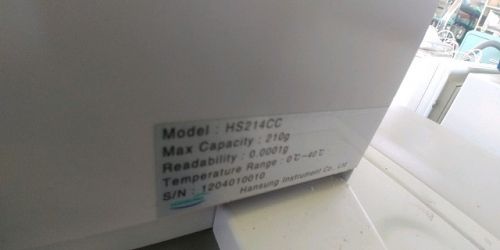 Model : HS214CC
Max Capacity : 210g
Readability : 0.0001g
Temperature Range : 0℃-40℃
S/N : 1204010010
Hansung Instrument Co., Ltd